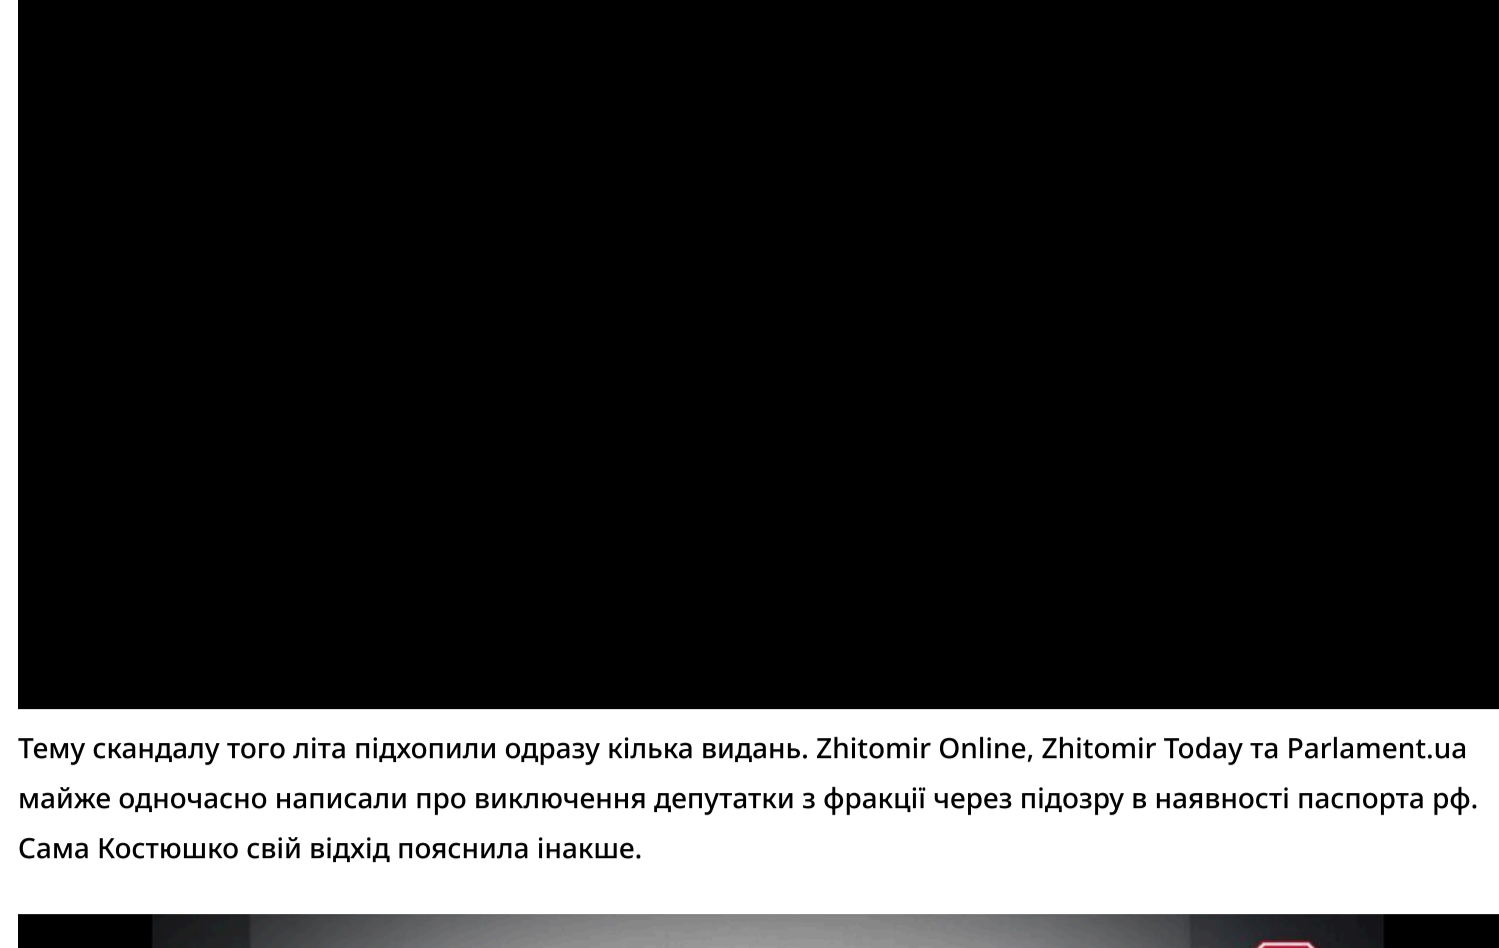 Тему скандалу того літа підхопили одразу кілька видань. Zhitomir Online, Zhitomir Today та Parlament.ua
майже одночасно написали про виключення депутатки з фракції через підозру в наявності паспорта рф.
Сама Костюшко свій відхід пояснила інакше.